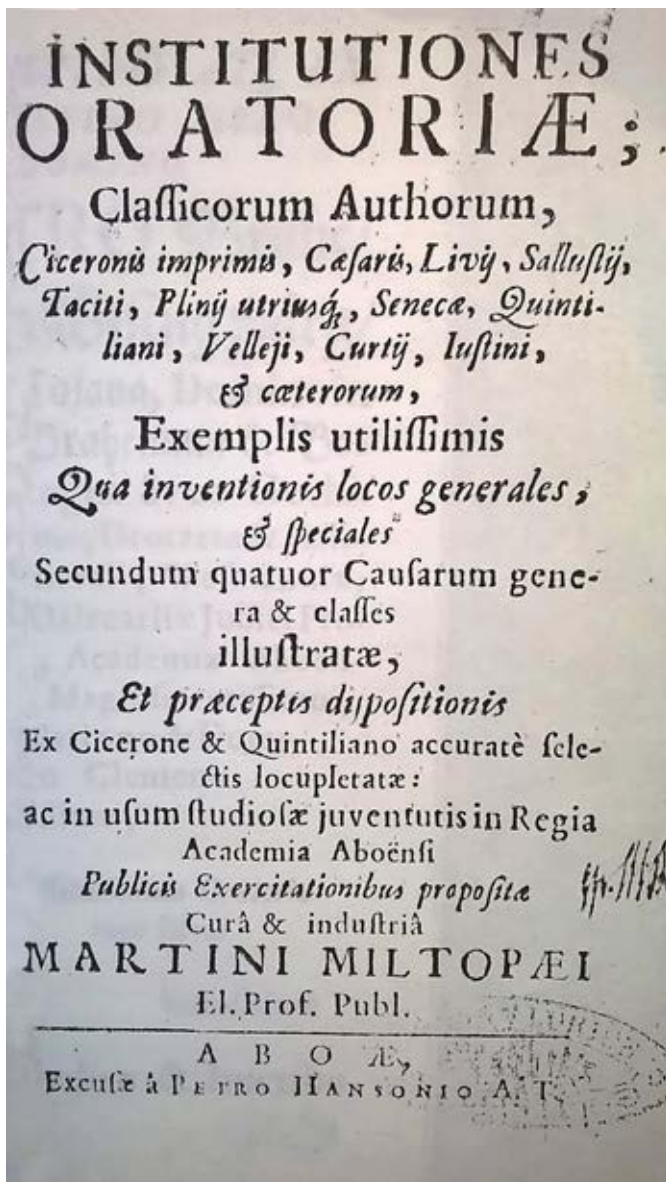 INSTITUTIONES
ORATORIÆ;
Claſſicorum Authorum,
Ciceronis imprimis, Cæſaris, Livij, Salluſtij,
Taciti, Plinij utriusq́;, Senecæ, Quinti-
liani, Velleji, Curtij, Iuſtini,
& cæterorum,
Exemplis utiliſſimis
Qua inventionis locos generales,
& ſpeciales
Secundum quatuor Cauſarum gene-
ra & claſſes
illuſtratæ,
Et præceptis diſpoſitionis
Ex Cicerone & Quintiliano accuratè ſele-
ctis locupletatæ:
ac in uſum ſtudioſæ juventutis in Regia
Academia Aboënſi
Publicis Exercitationibus propoſitæ
Curâ & induſtriâ
MARTINI MILTOPÆI
El. Prof. Publ.
ABOÆ,
Excuſæ à PETRO HANSONIO A. T.